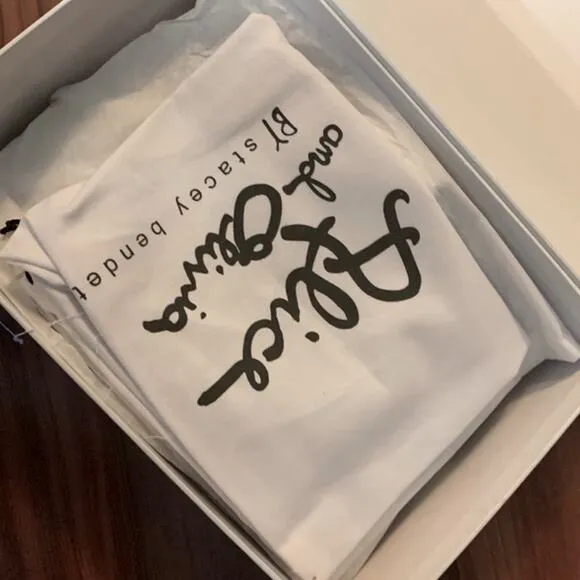 Alice
and Olivia
BY stacey bendet